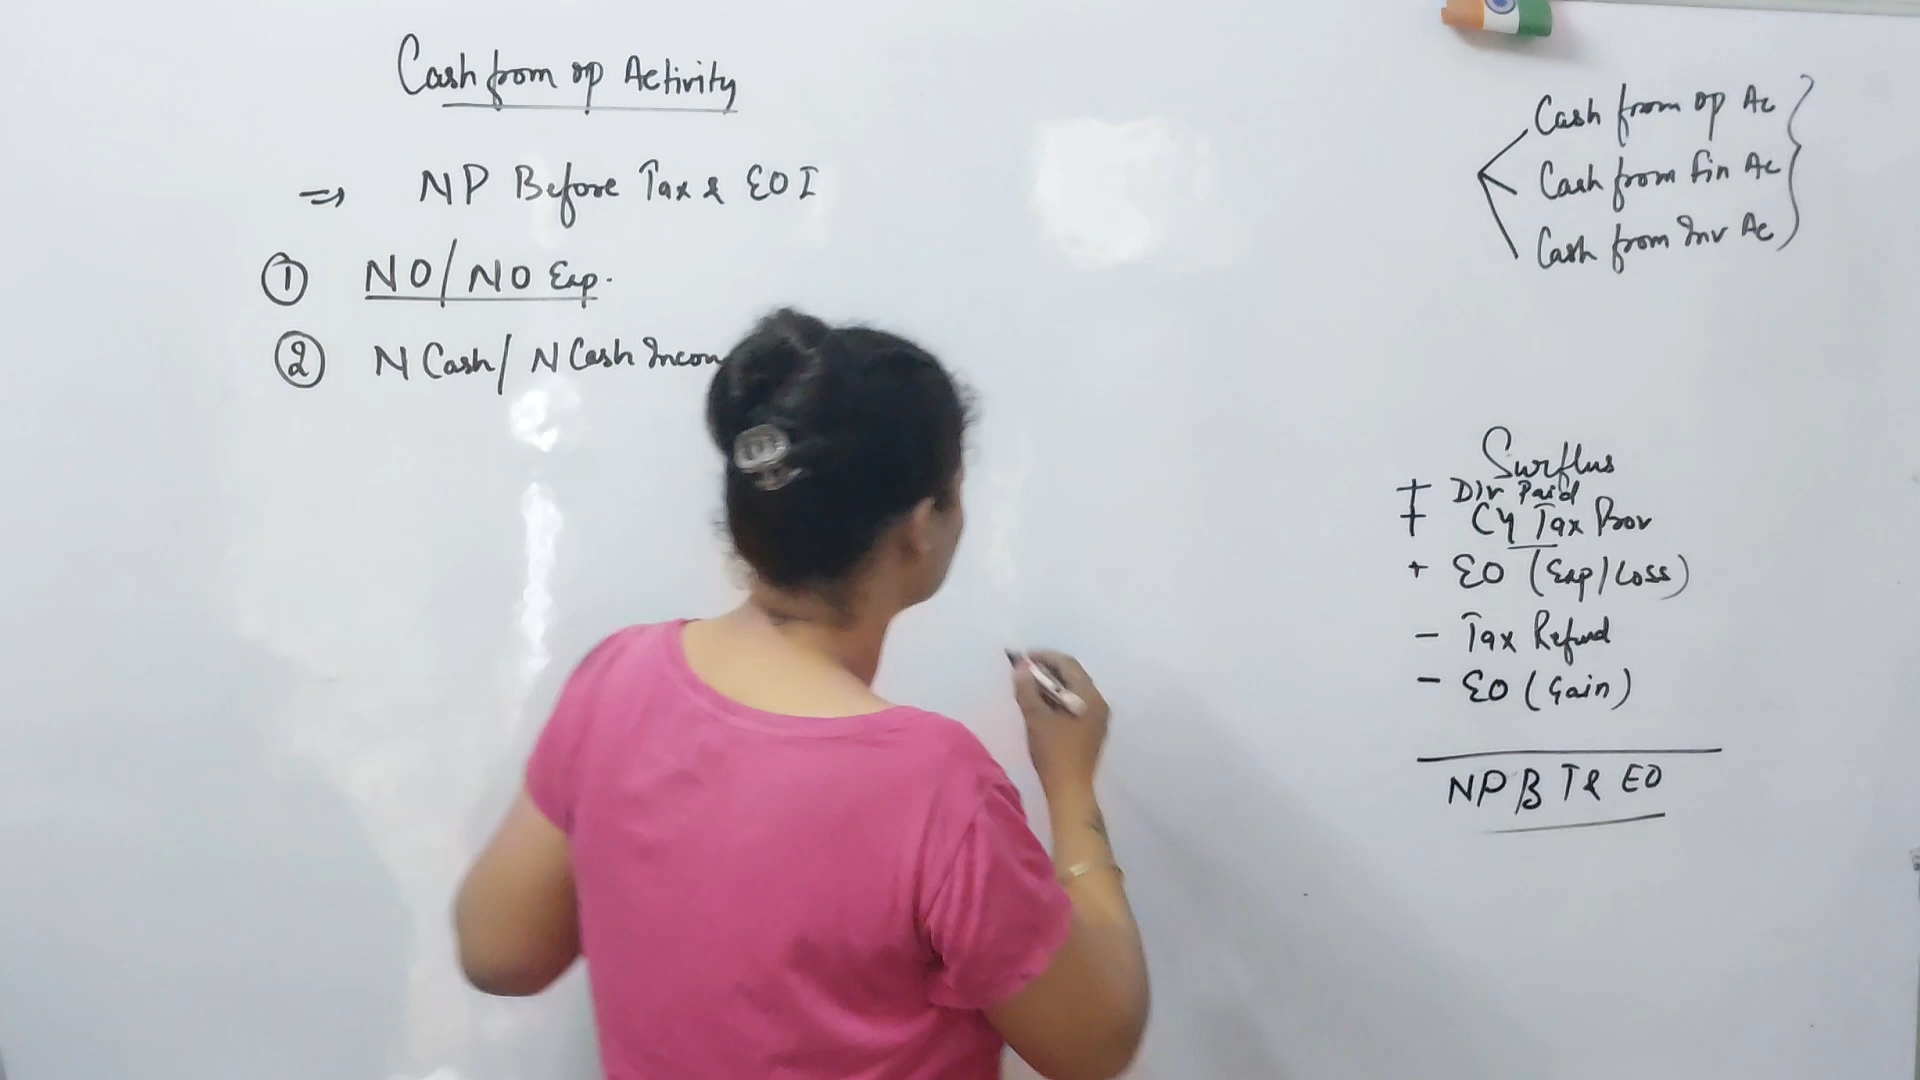 Cash from op Activity
⇒ NP Before Tax & EOI
① NO/NO Exp.
② N Cash/ N Cash Incom
Cash from op Ac
Cash from Fin Ac
Cash from Inv Ac
Surplus
+ Div Paid
+ CY Tax Prov
+ EO (Exp/Loss)
- Tax Refund
- EO (Gain)
NPB T& EO